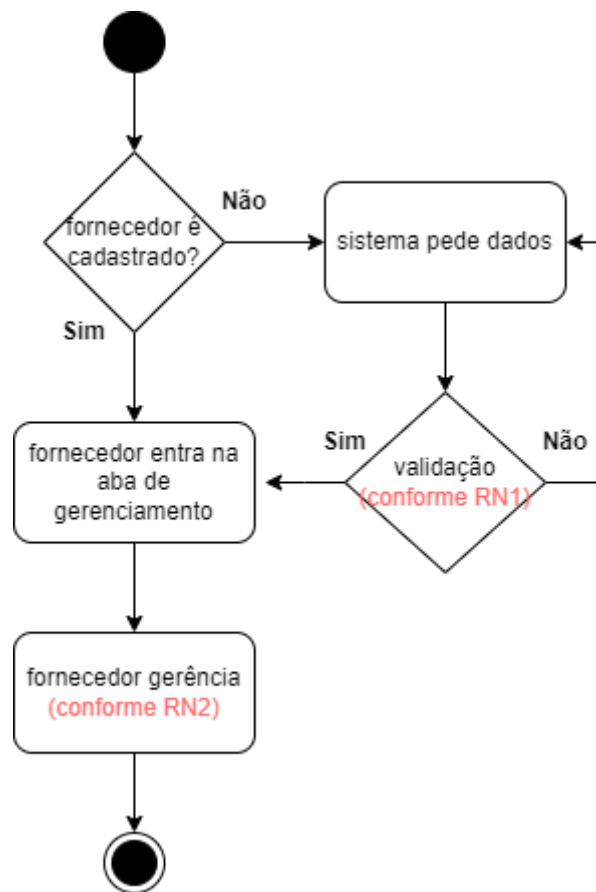 Não
fornecedor é
cadastrado?
sistema pede dados
Sim
fornecedor entra na
aba de
gerenciamento
Sim
validação
(conforme RN1)
Não
fornecedor gerência
(conforme RN2)